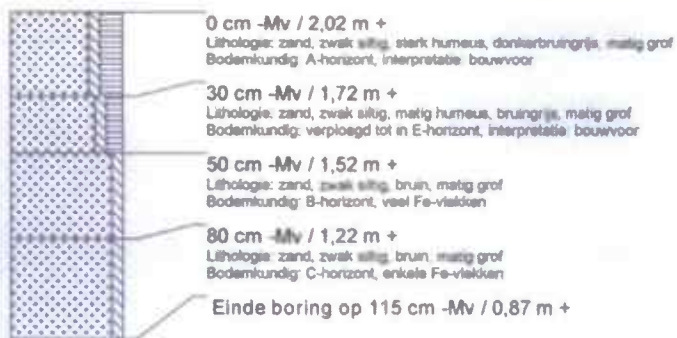 0 cm -Mv / 2,02 m +
Lithologie: zand, zwak siltig, sterk humeus, donkerbruingrijs, matig grof
Bodemkundig: A-horizont, interpretatie: bouwvoor
30 cm -Mv / 1,72 m +
Lithologie: zand, zwak siltig, matig humeus, bruingrijs, matig grof
Bodemkundig: verploegd tot in E-horizont, interpretatie: bouwvoor
50 cm -Mv / 1,52 m +
Lithologie: zand, zwak siltig, bruin, matig grof
Bodemkundig: B-horizont, veel Fe-vlekken
80 cm -Mv / 1,22 m +
Lithologie: zand, zwak siltig, bruin, matig grof
Bodemkundig: C-horizont, enkele Fe-vlekken
Einde boring op 115 cm -Mv / 0,87 m +